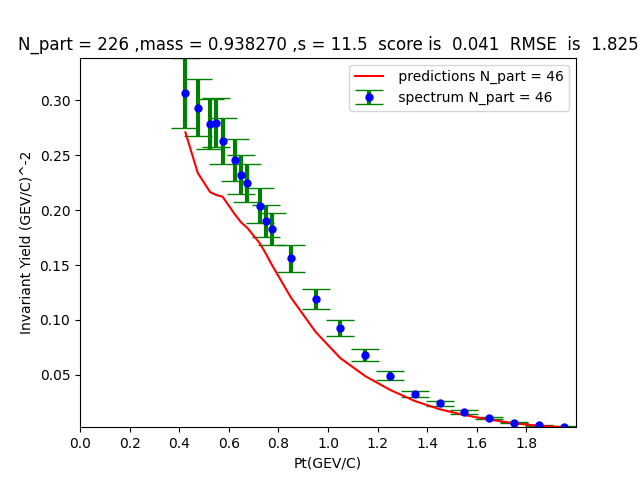 N_part = 226 ,mass = 0.938270 ,s = 11.5  score is  0.041  RMSE  is  1.825
predictions N_part = 46
spectrum N_part = 46
Invariant Yield (GEV/C)^-2
0.30
0.25
0.20
0.15
0.10
0.05
0.0 0.2 0.4 0.6 0.8 1.0 1.2 1.4 1.6 1.8
Pt(GEV/C)